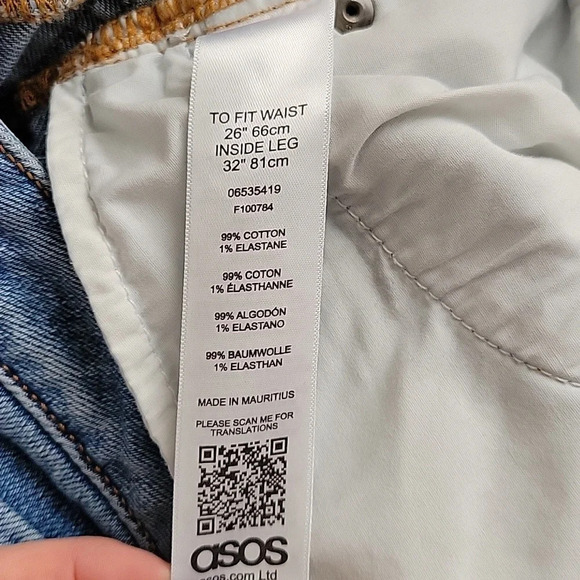 TO FIT WAIST
26" 66cm
INSIDE LEG
32" 81cm
06535419
F100784
99% COTTON
1% ELASTANE
99% COTON
1% ÉLASTHANNE
99% ALGODÓN
1% ELASTANO
99% BAUMWOLLE
1% ELASTHAN
MADE IN MAURITIUS
PLEASE SCAN ME FOR
TRANSLATIONS
asos
asos.com Ltd